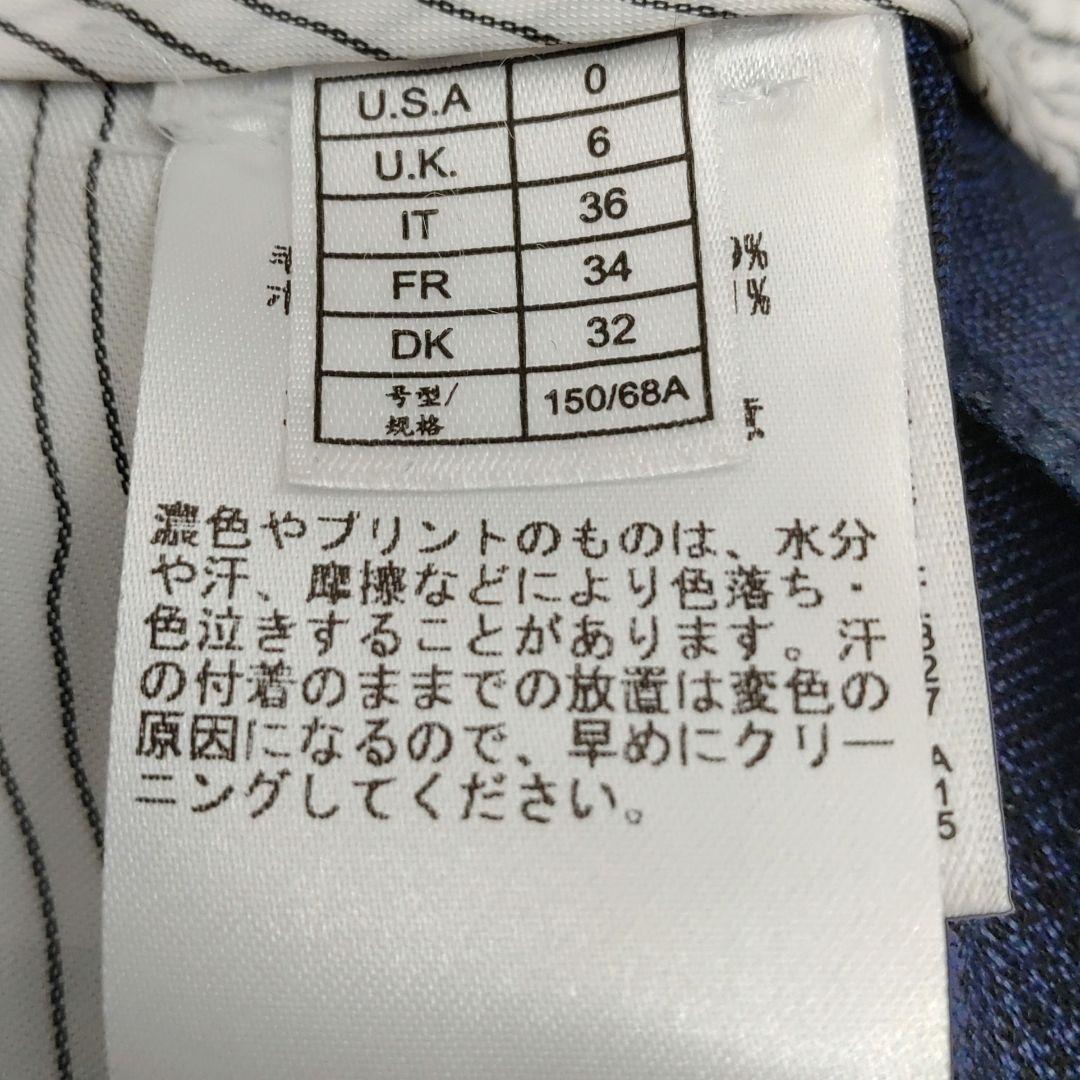 U.S.A 0
U.K. 6
IT 36
FR 34
DK 32
号型/规格 150/68A
%
1%
濃色やプリントのものは、水分
や汗、摩擦などにより色落ち・
色泣きすることがあります。汗
の付着のままでの放置は変色の
原因になるので、早めにクリー
ニングしてください。
B27
A
15